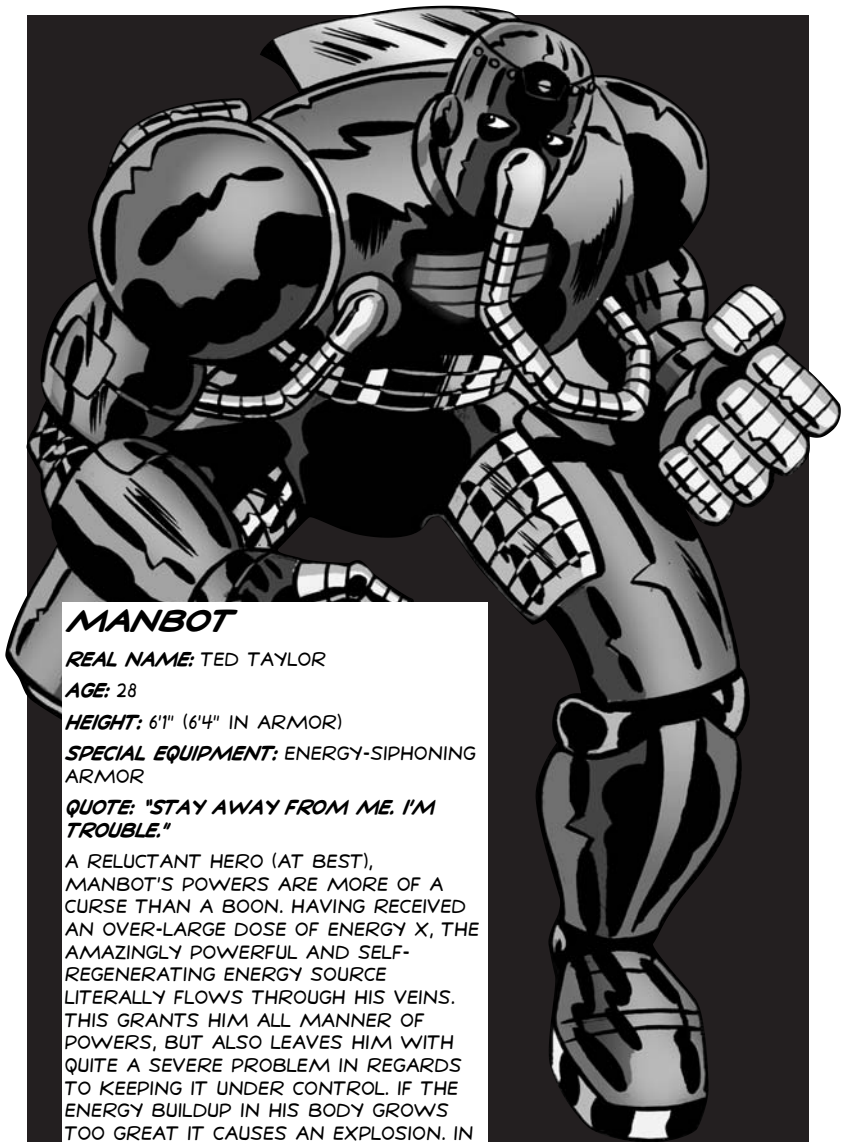 MANBOT
REAL NAME: TED TAYLOR
AGE: 28
HEIGHT: 6'1" (6'4" IN ARMOR)
SPECIAL EQUIPMENT: ENERGY-SIPHONING
ARMOR
QUOTE: "STAY AWAY FROM ME. I'M
TROUBLE."
A RELUCTANT HERO (AT BEST),
MANBOT'S POWERS ARE MORE OF A
CURSE THAN A BOON. HAVING RECEIVED
AN OVER-LARGE DOSE OF ENERGY X, THE
AMAZINGLY POWERFUL AND SELF-
REGENERATING ENERGY SOURCE
LITERALLY FLOWS THROUGH HIS VEINS.
THIS GRANTS HIM ALL MANNER OF
POWERS, BUT ALSO LEAVES HIM WITH
QUITE A SEVERE PROBLEM IN REGARDS
TO KEEPING IT UNDER CONTROL. IF THE
ENERGY BUILDUP IN HIS BODY GROWS
TOO GREAT IT CAUSES AN EXPLOSION. IN